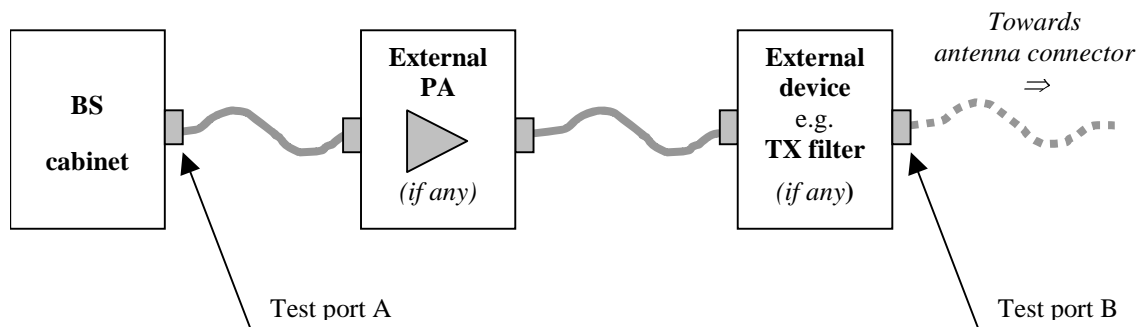 BS
cabinet
External
PA
(if any)
External
device
e.g.
TX filter
(if any)
Towards
antenna connector
⇒
Test port A
Test port B